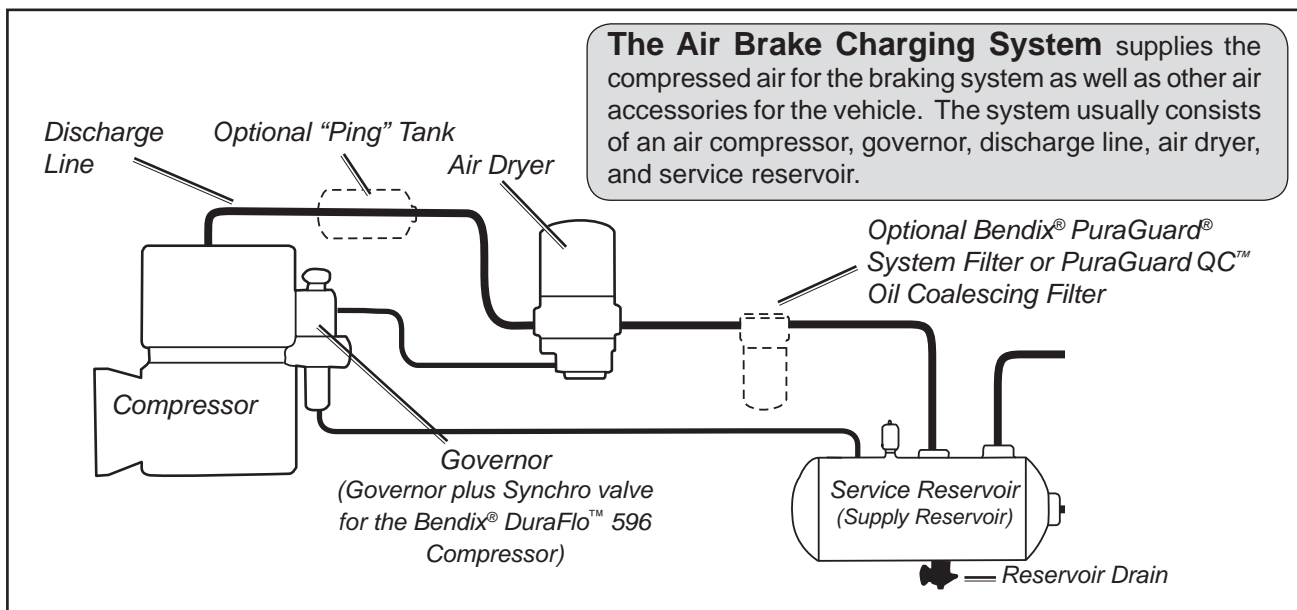 The Air Brake Charging System supplies the
compressed air for the braking system as well as other air
accessories for the vehicle. The system usually consists
of an air compressor, governor, discharge line, air dryer,
and service reservoir.
Discharge
Line
Optional “Ping” Tank
Air Dryer
Optional Bendix® PuraGuard®
System Filter or PuraGuard QC™
Oil Coalescing Filter
Compressor
Governor
(Governor plus Synchro valve
for the Bendix® DuraFlo™ 596
Compressor)
Service Reservoir
(Supply Reservoir)
Reservoir Drain